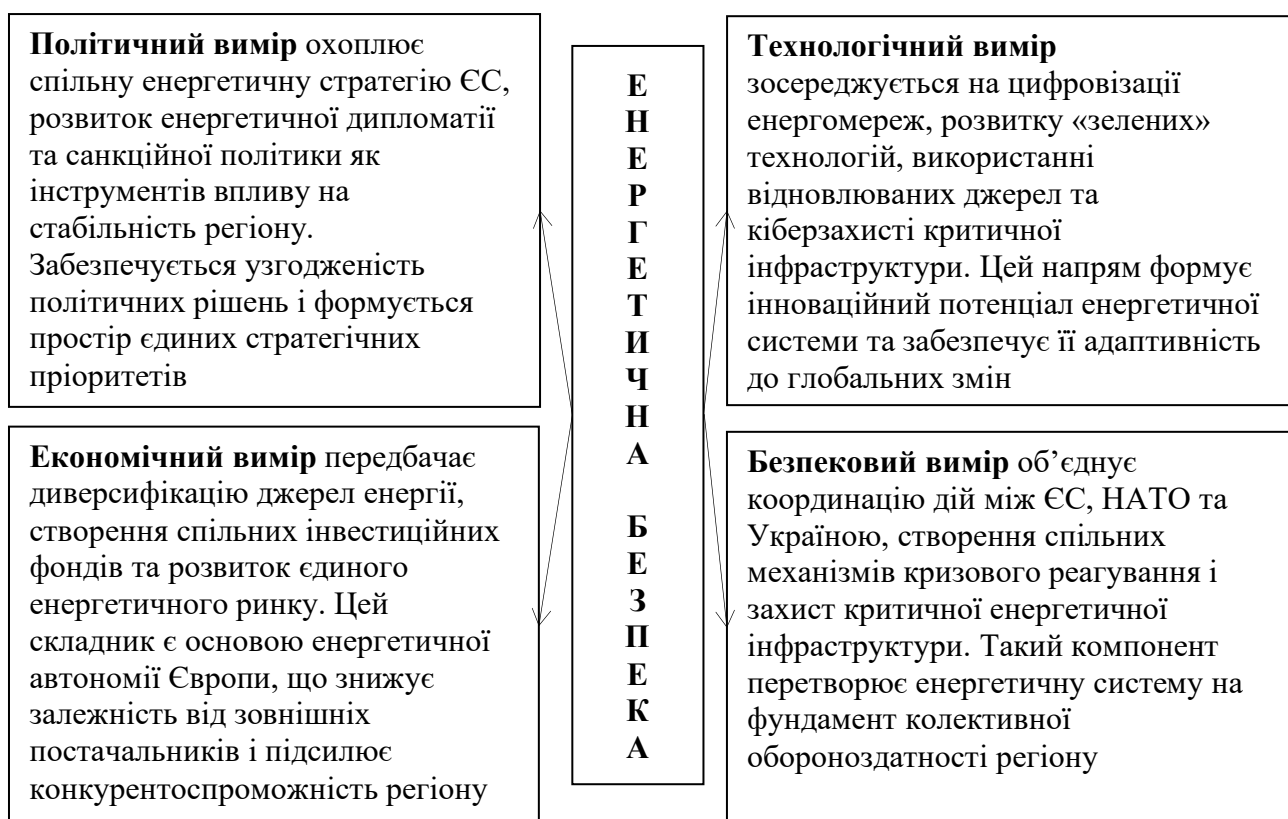 Політичний вимір охоплює
спільну енергетичну стратегію ЄС,
розвиток енергетичної дипломатії
та санкційної політики як
інструментів впливу на
стабільність регіону.
Забезпечується узгодженість
політичних рішень і формується
простір єдиних стратегічних
пріоритетів
Економічний вимір передбачає
диверсифікацію джерел енергії,
створення спільних інвестиційних
фондів та розвиток єдиного
енергетичного ринку. Цей
складник є основою енергетичної
автономії Європи, що знижує
залежність від зовнішніх
постачальників і підсилює
конкурентоспроможність регіону
Е
Н
Е
Р
Г
Е
Т
И
Ч
Н
А
Б
Е
З
П
Е
К
А
Технологічний вимір
зосереджується на цифровізації
енергомереж, розвитку «зелених»
технологій, використанні
відновлюваних джерел та
кіберзахисті критичної
інфраструктури. Цей напрям формує
інноваційний потенціал енергетичної
системи та забезпечує її адаптивність
до глобальних змін
Безпековий вимір об’єднує
координацію дій між ЄС, НАТО та
Україною, створення спільних
механізмів кризового реагування і
захист критичної енергетичної
інфраструктури. Такий компонент
перетворює енергетичну систему на
фундамент колективної
обороноздатності регіону